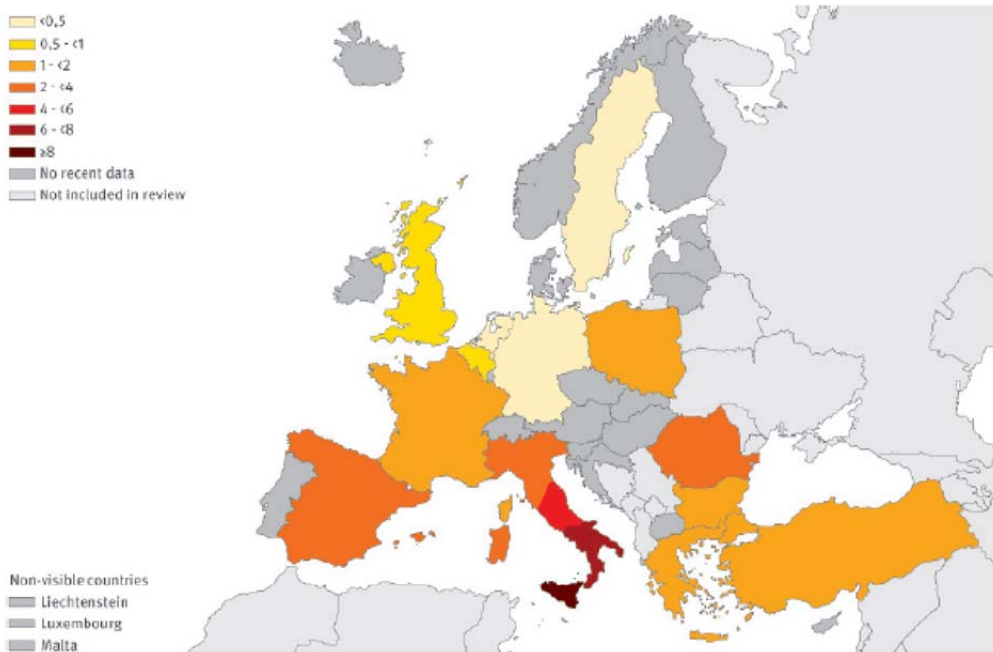 <0,5
0,5 - <1
1 - <2
2 - <4
4 - <6
6 - <8
≥8
No recent data
Not included in review
Non-visible countries
Liechtenstein
Luxembourg
Malta